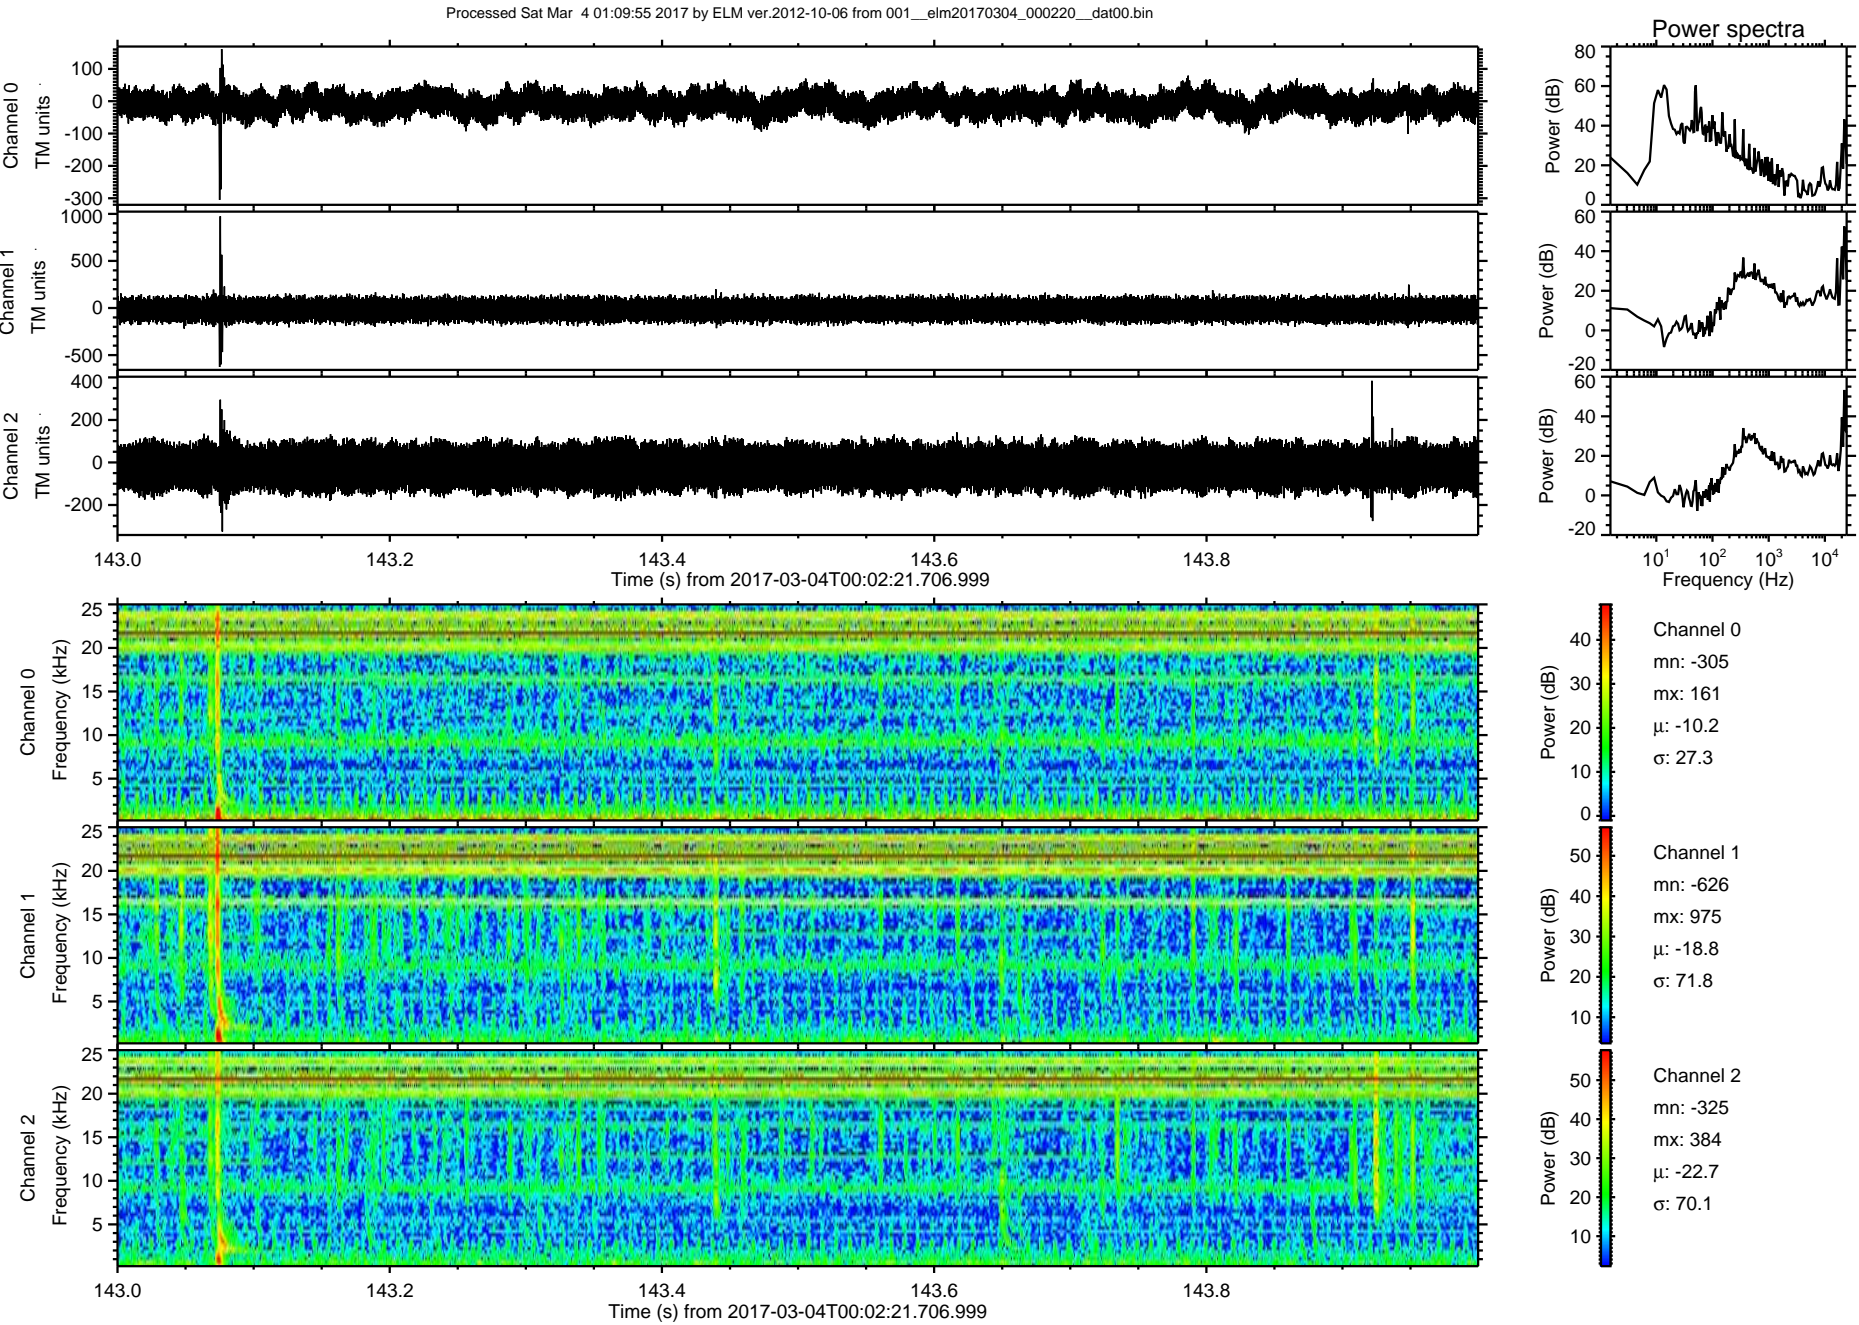 Processed Sat Mar  4 01:09:55 2017 by ELM ver.2012-10-06 from 001__elm20170304_000220__dat00.bin
Power spectra
Channel 0
TM units
100
0
-100
-200
-300
Power (dB)
80
60
40
20
0
Channel 1
TM units
1000
500
0
-500
Power (dB)
60
40
20
0
-20
Channel 2
TM units
400
200
0
-200
Power (dB)
60
40
20
0
-20
143.0 143.2 143.4 143.6 143.8
Time (s) from 2017-03-04T00:02:21.706.999
10¹ 10² 10³ 10⁴
Frequency (Hz)
Channel 0
Frequency (kHz)
25
20
15
10
5
Power (dB)
40
30
20
10
0
Channel 0
mn: -305
mx: 161
μ: -10.2
σ: 27.3
Channel 1
Frequency (kHz)
25
20
15
10
5
Power (dB)
50
40
30
20
10
Channel 1
mn: -626
mx: 975
μ: -18.8
σ: 71.8
Channel 2
Frequency (kHz)
25
20
15
10
5
Power (dB)
50
40
30
20
10
Channel 2
mn: -325
mx: 384
μ: -22.7
σ: 70.1
143.0 143.2 143.4 143.6 143.8
Time (s) from 2017-03-04T00:02:21.706.999